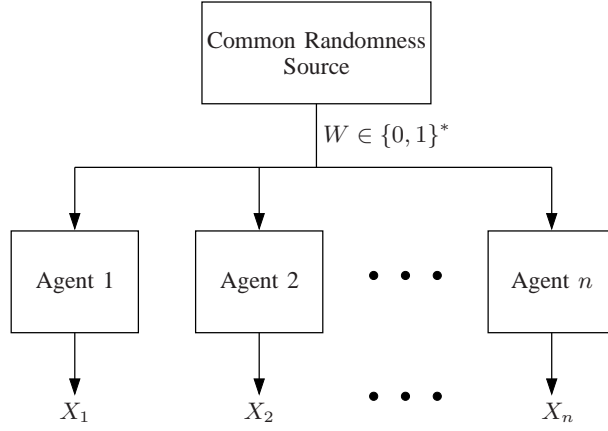 Common Randomness
Source
W ∈ {0, 1}*
Agent 1
Agent 2
• • •
Agent n
X₁
X₂
• • •
Xₙ